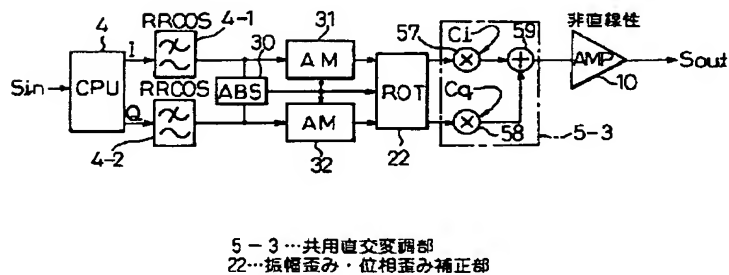 RRCOS 4-1
31
57
Ci
59
非直線性
4
I
30
AM
Sin
CPU
ABS
ROT
AMP
Sout
RRCOS
Q
AM
Cq
10
4-2
32
22
58
5-3
5-3…共用直交変調部
22…振幅歪み・位相歪み補正部